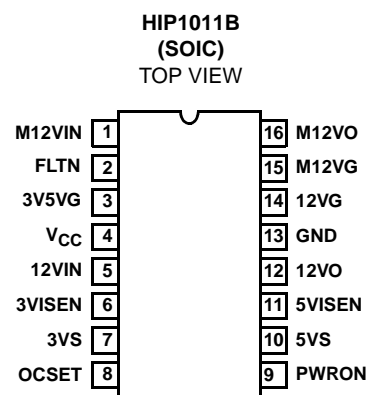 HIP1011B
(SOIC)
TOP VIEW
M12VIN 1 16 M12VO
FLTN 2 15 M12VG
3V5VG 3 14 12VG
VCC 4 13 GND
12VIN 5 12 12VO
3VISEN 6 11 5VISEN
3VS 7 10 5VS
OCSET 8 9 PWRON